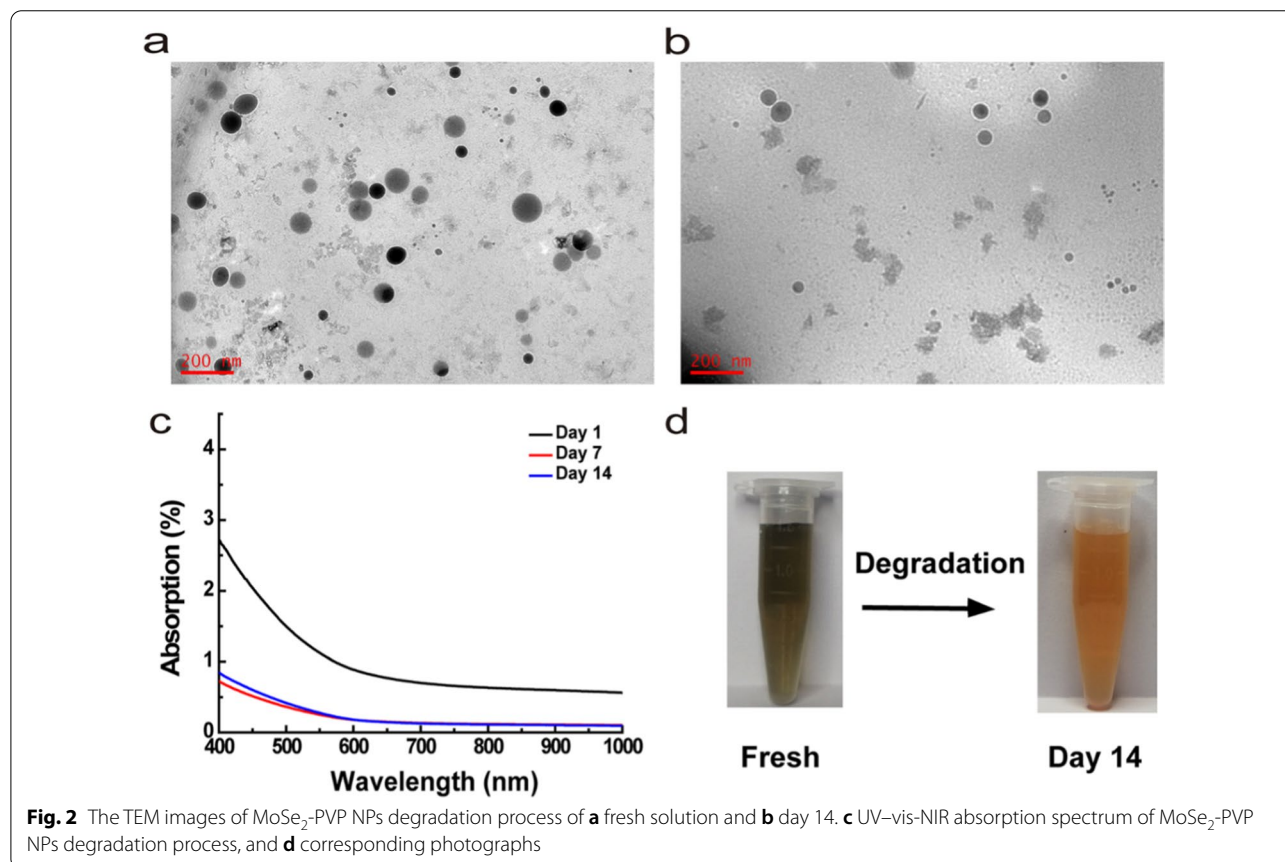 a
b
200 nm
200 nm
c
d
Day 1
Day 7
Day 14
4
3
2
1
0
Absorption (%)
400 500 600 700 800 900 1000
Wavelength (nm)
Degradation
Fresh
Day 14
Fig. 2 The TEM images of MoSe₂-PVP NPs degradation process of a fresh solution and b day 14. c UV–vis-NIR absorption spectrum of MoSe₂-PVP
NPs degradation process, and d corresponding photographs